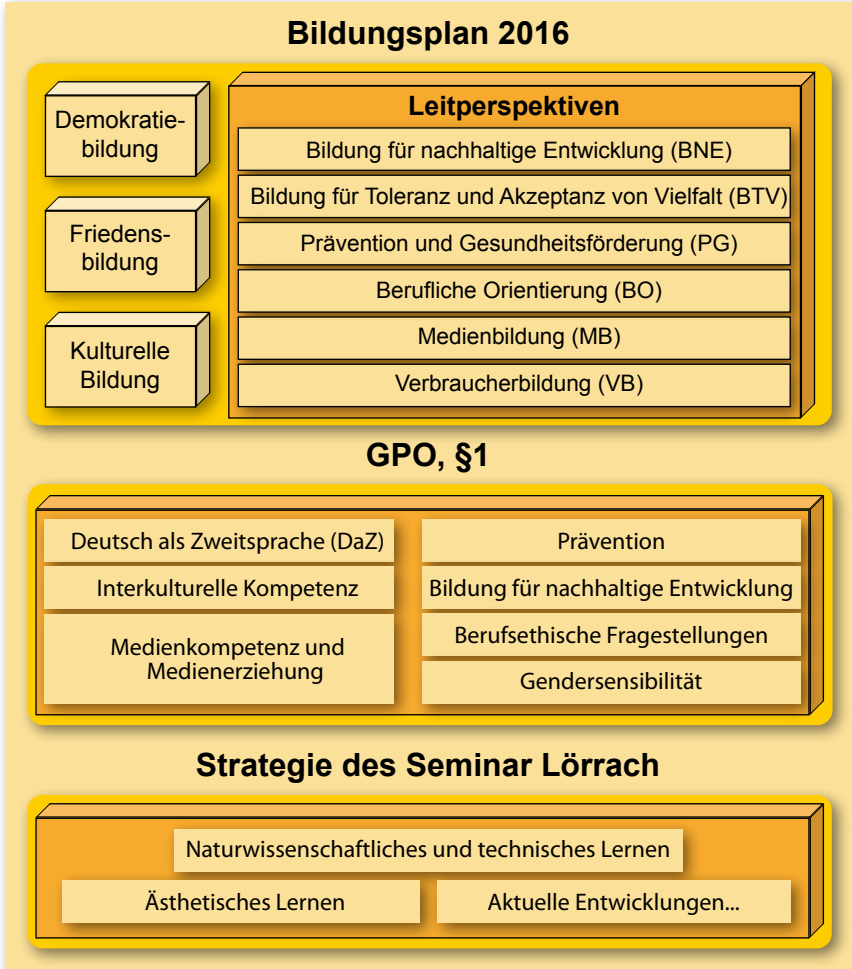 Bildungsplan 2016
Demokratie-
bildung
Friedens-
bildung
Kulturelle
Bildung
Leitperspektiven
Bildung für nachhaltige Entwicklung (BNE)
Bildung für Toleranz und Akzeptanz von Vielfalt (BTV)
Prävention und Gesundheitsförderung (PG)
Berufliche Orientierung (BO)
Medienbildung (MB)
Verbraucherbildung (VB)
GPO, §1
Deutsch als Zweitsprache (DaZ)
Interkulturelle Kompetenz
Medienkompetenz und
Medienerziehung
Prävention
Bildung für nachhaltige Entwicklung
Berufsethische Fragestellungen
Gendersensibilität
Strategie des Seminar Lörrach
Naturwissenschaftliches und technisches Lernen
Ästhetisches Lernen
Aktuelle Entwicklungen...